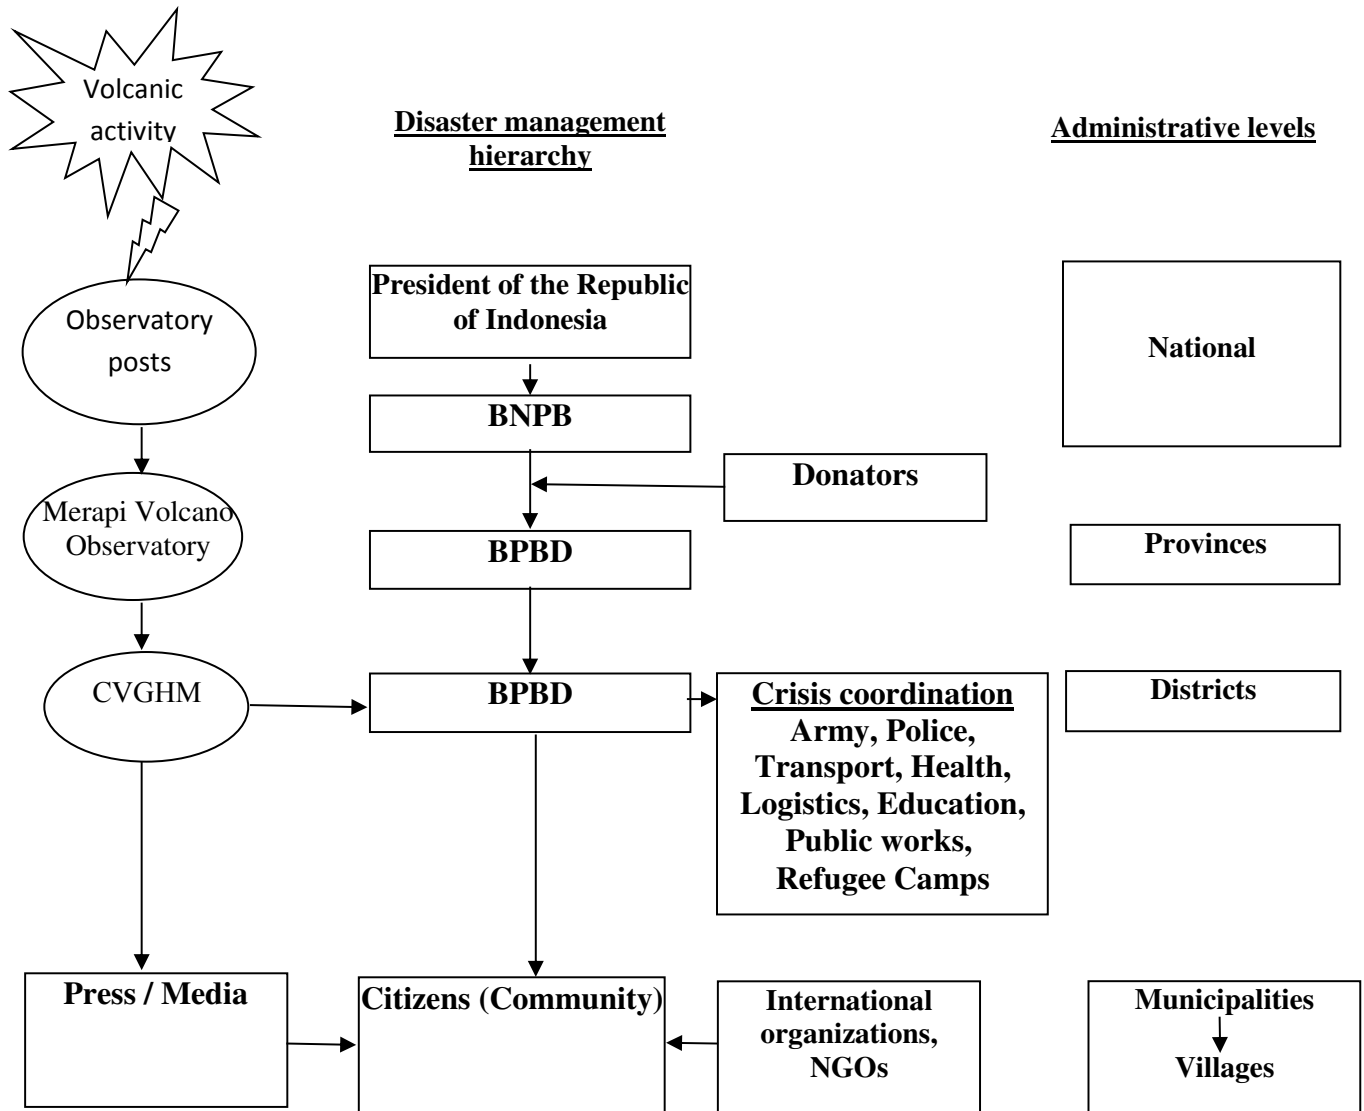 Volcanic
activity
Disaster management
hierarchy
Administrative levels
Observatory
posts
President of the Republic
of Indonesia
National
BNPB
Donators
Merapi Volcano
Observatory
BPBD
Provinces
CVGHM
BPBD
Crisis coordination
Army, Police,
Transport, Health,
Logistics, Education,
Public works,
Refugee Camps
Districts
Press / Media
Citizens (Community)
International
organizations,
NGOs
Municipalities
Villages